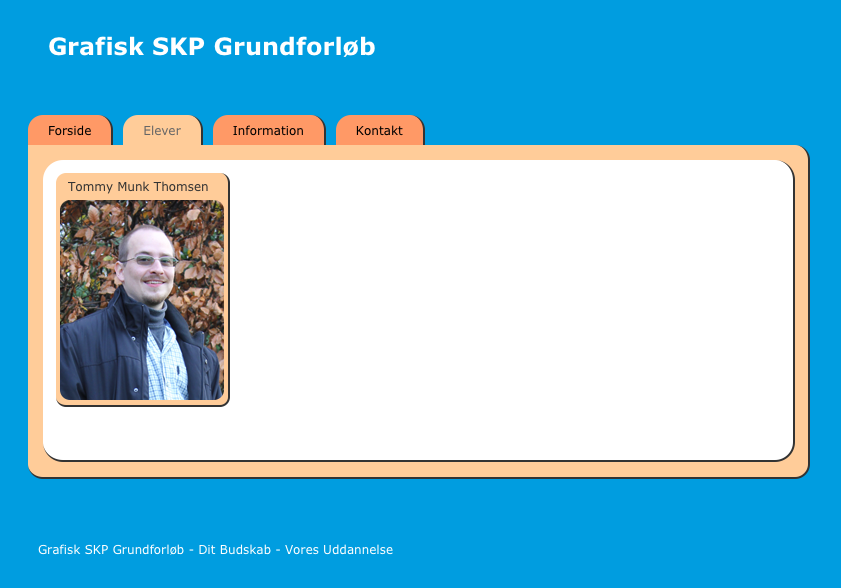 Grafisk SKP Grundforløb
Forside Elever Information Kontakt
Tommy Munk Thomsen
Grafisk SKP Grundforløb - Dit Budskab - Vores Uddannelse